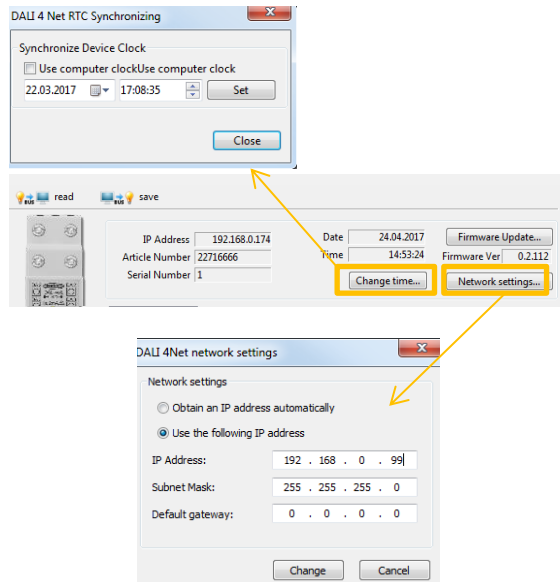 DALI 4 Net RTC Synchronizing
Synchronize Device Clock
Use computer clockUse computer clock
22.03.2017 17:08:35 Set
Close
BUS read BUS save
IP Address 192.168.0.174 Date 24.04.2017 Firmware Update...
Article Number 22716666 Time 14:53:24 Firmware Ver 0.2.112
Serial Number 1 Change time... Network settings...
DALI 4Net network settings
Network settings
Obtain an IP address automatically
Use the following IP address
IP Address: 192 . 168 . 0 . 99
Subnet Mask: 255 . 255 . 255 . 0
Default gateway: 0 . 0 . 0 . 0
Change Cancel